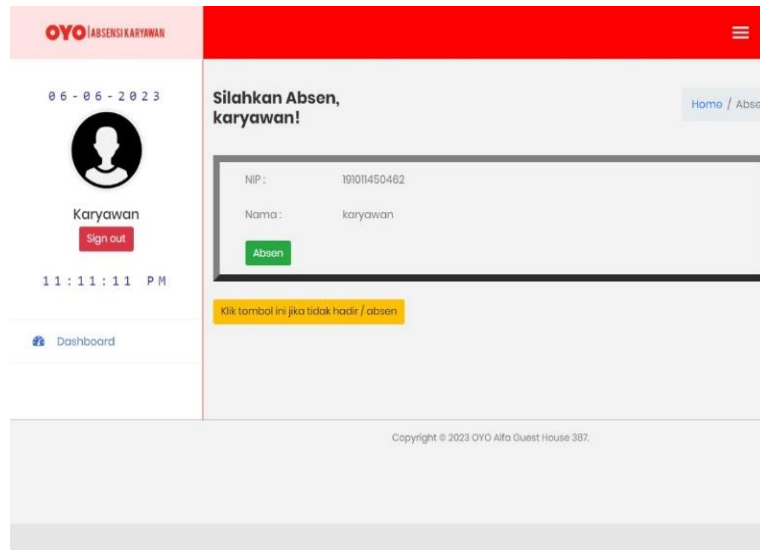 OYO | ABSENSI KARYAWAN
06-06-2023
Karyawan
Sign out
11:11:11 PM
Dashboard
Silahkan Absen,
karyawan!
Home / Abse
NIP : 191011450462
Nama : karyawan
Absen
Klik tombol ini jika tidak hadir / absen
Copyright © 2023 OYO Alfa Guest House 387.